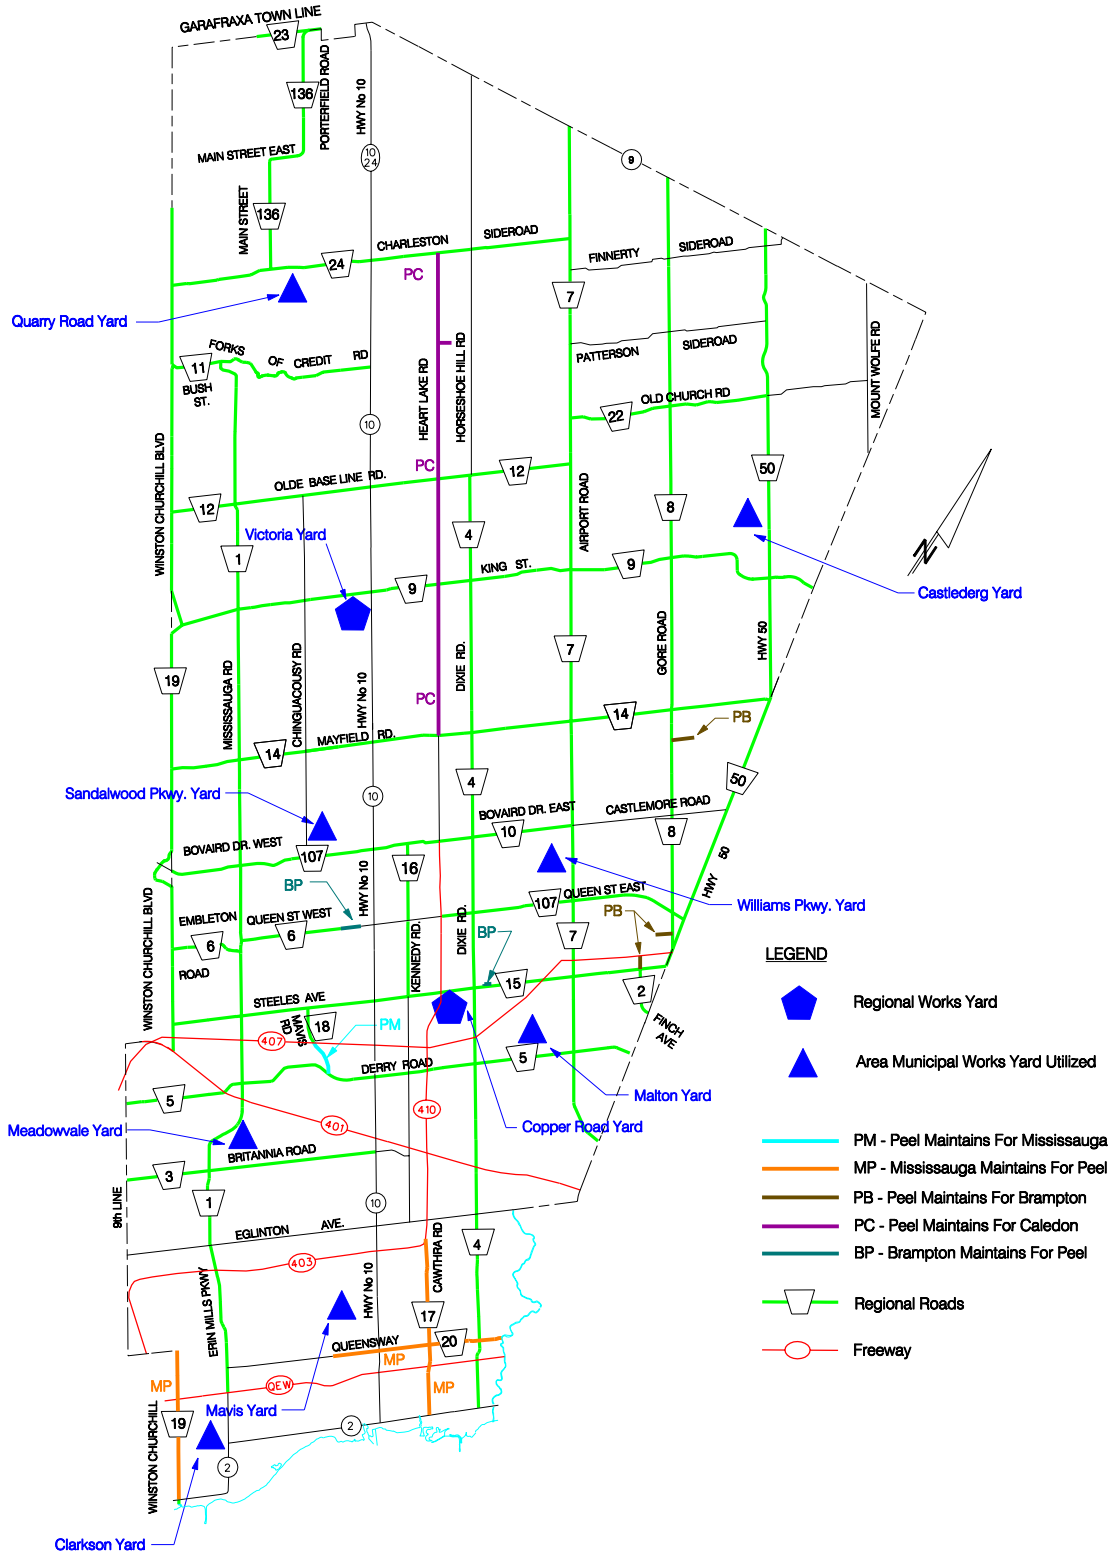 GARAFRAXA TOWN LINE
23
136
PORTERFIELD ROAD
HWY No 10
10
24
9
MAIN STREET EAST
MAIN STREET
136
CHARLESTON SIDEROAD
24
PC
FINNERTY SIDEROAD
7
Quarry Road Yard
FORKS OF CREDIT RD
11
BUSH
ST.
HEART LAKE RD
HORSESHOE HILL RD
PATTERSON SIDEROAD
MOUNT WOLFE RD
OLD CHURCH RD
22
10
WINSTON CHURCHILL BLVD
PC
12
OLDE BASE LINE RD.
12
50
AIRPORT ROAD
8
1
Victoria Yard
4
N
9
KING ST.
9
Castlederg Yard
19
MISSISSAUGA RD
CHINGUACOUSY RD
HWY No 10
PC
DIXIE RD.
7
GORE ROAD
HWY 50
14
MAYFIELD RD.
14
PB
50
Sandalwood Pkwy. Yard
10
4
BOVAIRD DR. WEST
107
BOVAIRD DR. EAST
10
CASTLEMORE ROAD
8
16
HWY 50
BP
HWY No 10
107
QUEEN ST EAST
Williams Pkwy. Yard
EMBLETON
ROAD
6
QUEEN ST WEST
6
KENNEDY RD.
DIXIE RD.
BP
7
PB
WINSTON CHURCHILL BLVD
STEELES AVE
15
2
FINCH
AVE
MAVIS
RD
18
PM
407
DERRY ROAD
5
5
Malton Yard
401
410
Copper Road Yard
Meadowvale Yard
BRITANNIA ROAD
3
9th LINE
1
10
EGLINTON AVE.
403
ERIN MILLS PKWY
HWY No 10
CAWTHRA RD
4
17
QUEENSWAY
20
MP
MP
MP
QEW
Mavis Yard
19
WINSTON CHURCHILL
2
2
Clarkson Yard
LEGEND
Regional Works Yard
Area Municipal Works Yard Utilized
PM - Peel Maintains For Mississauga
MP - Mississauga Maintains For Peel
PB - Peel Maintains For Brampton
PC - Peel Maintains For Caledon
BP - Brampton Maintains For Peel
Regional Roads
Freeway